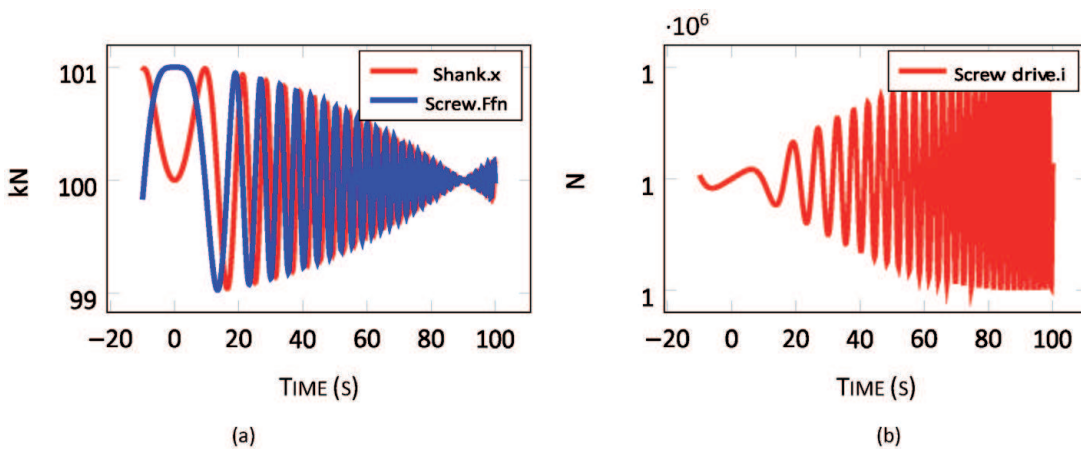 ·10⁶
101
100
99
kN
Shank.x
Screw.Ffn
−20 0 20 40 60 80 100
TIME (S)
(a)
1
1
1
N
Screw drive.i
−20 0 20 40 60 80 100
TIME (S)
(b)